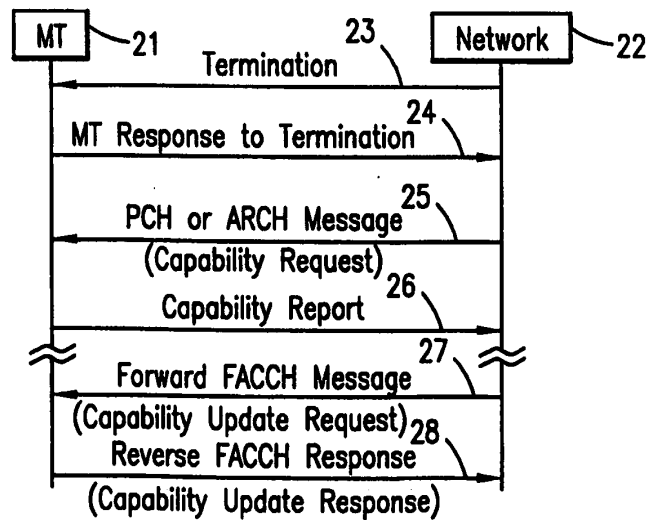 MT 21
Network 22
23
Termination
24
MT Response to Termination
25
PCH or ARCH Message
(Capability Request)
26
Capability Report
27
Forward FACCH Message
(Capability Update Request)
28
Reverse FACCH Response
(Capability Update Response)